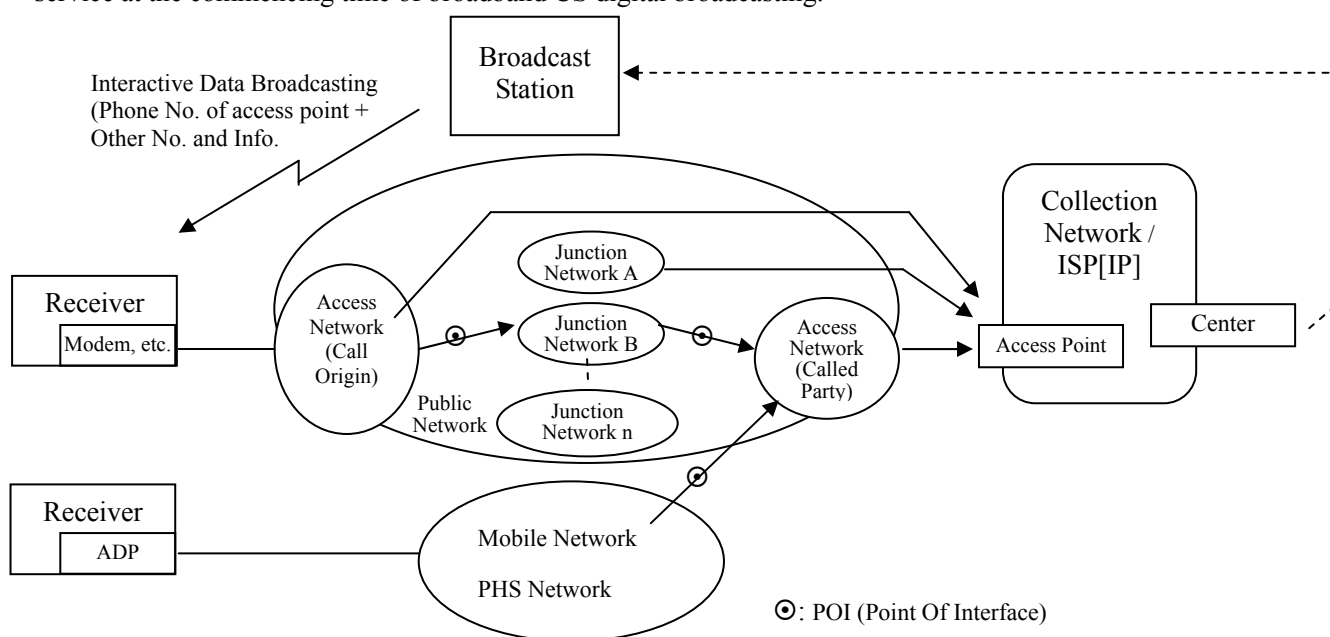 service at the commencing time of broadband CS digital broadcasting.
Broadcast
Station
Interactive Data Broadcasting
(Phone No. of access point +
Other No. and Info.
Collection
Network /
ISP[IP]
Junction
Network A
Receiver
Modem, etc.
Access
Network
(Call
Origin)
Junction
Network B
Access
Network
(Called
Party)
Access Point
Center
Public
Network
Junction
Network n
Receiver
ADP
Mobile Network
PHS Network
: POI (Point Of Interface)